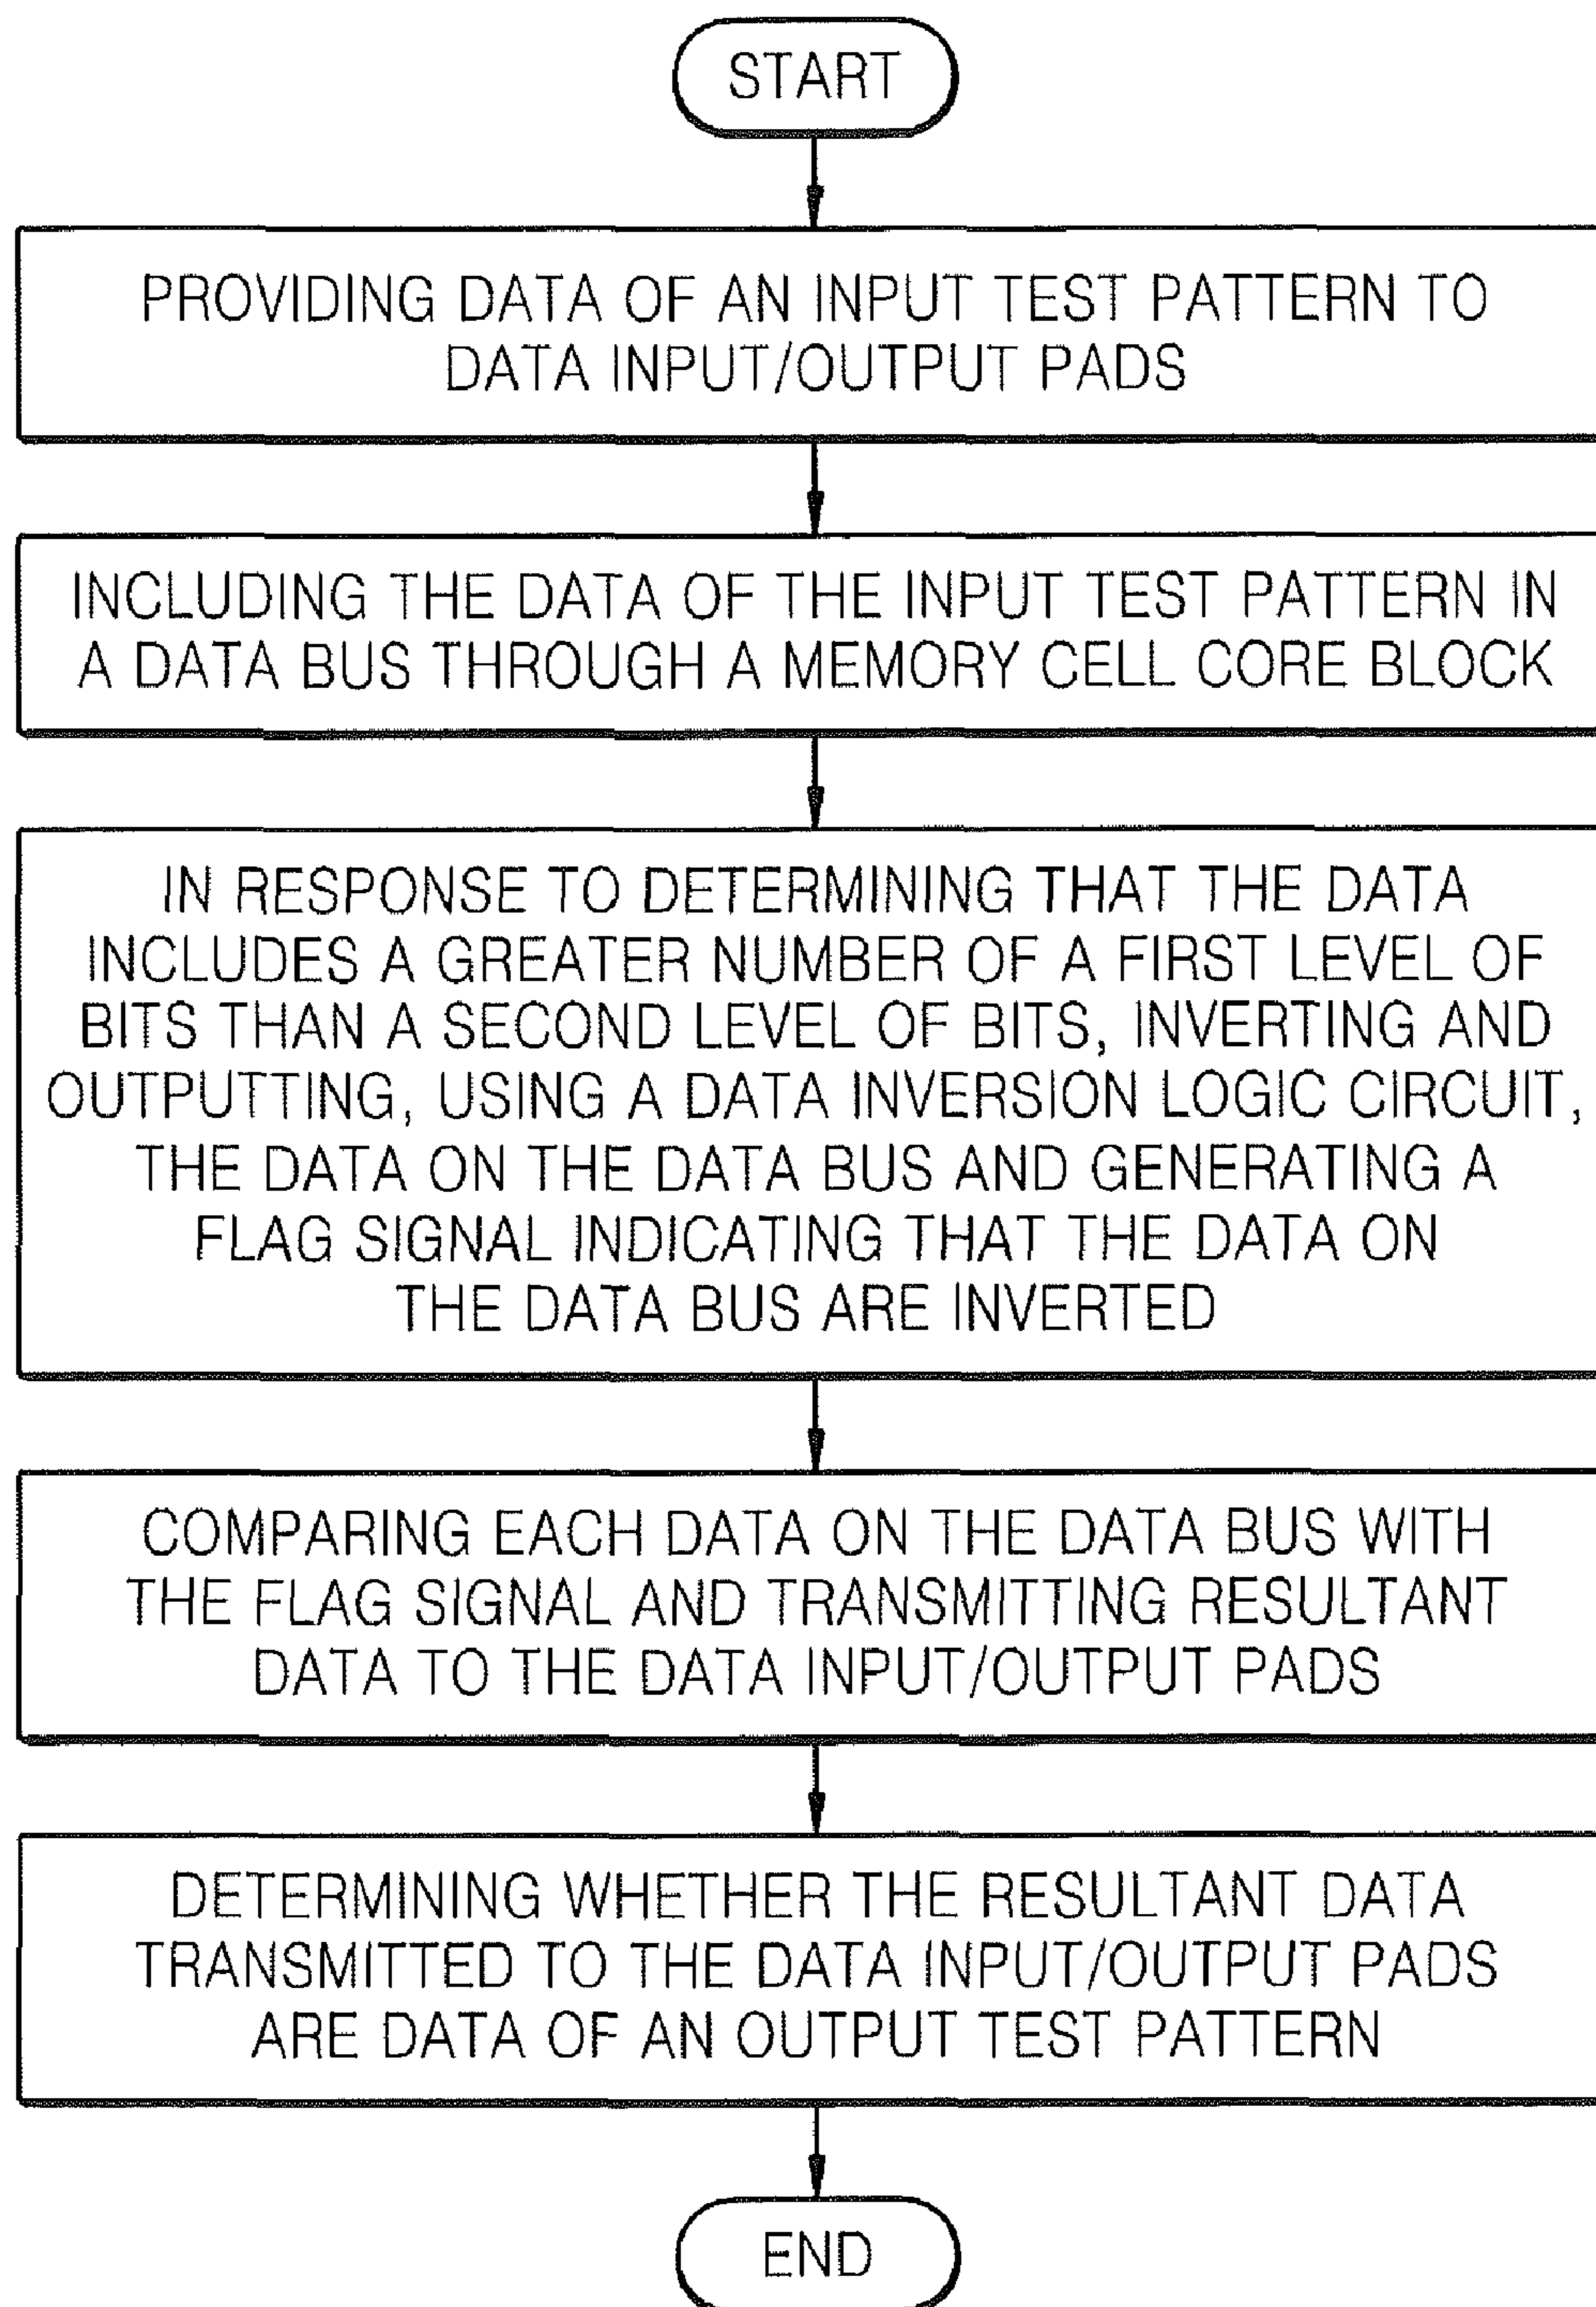 START
PROVIDING DATA OF AN INPUT TEST PATTERN TO
DATA INPUT/OUTPUT PADS
INCLUDING THE DATA OF THE INPUT TEST PATTERN IN
A DATA BUS THROUGH A MEMORY CELL CORE BLOCK
IN RESPONSE TO DETERMINING THAT THE DATA
INCLUDES A GREATER NUMBER OF A FIRST LEVEL OF
BITS THAN A SECOND LEVEL OF BITS, INVERTING AND
OUTPUTTING, USING A DATA INVERSION LOGIC CIRCUIT,
THE DATA ON THE DATA BUS AND GENERATING A
FLAG SIGNAL INDICATING THAT THE DATA ON
THE DATA BUS ARE INVERTED
COMPARING EACH DATA ON THE DATA BUS WITH
THE FLAG SIGNAL AND TRANSMITTING RESULTANT
DATA TO THE DATA INPUT/OUTPUT PADS
DETERMINING WHETHER THE RESULTANT DATA
TRANSMITTED TO THE DATA INPUT/OUTPUT PADS
ARE DATA OF AN OUTPUT TEST PATTERN
END